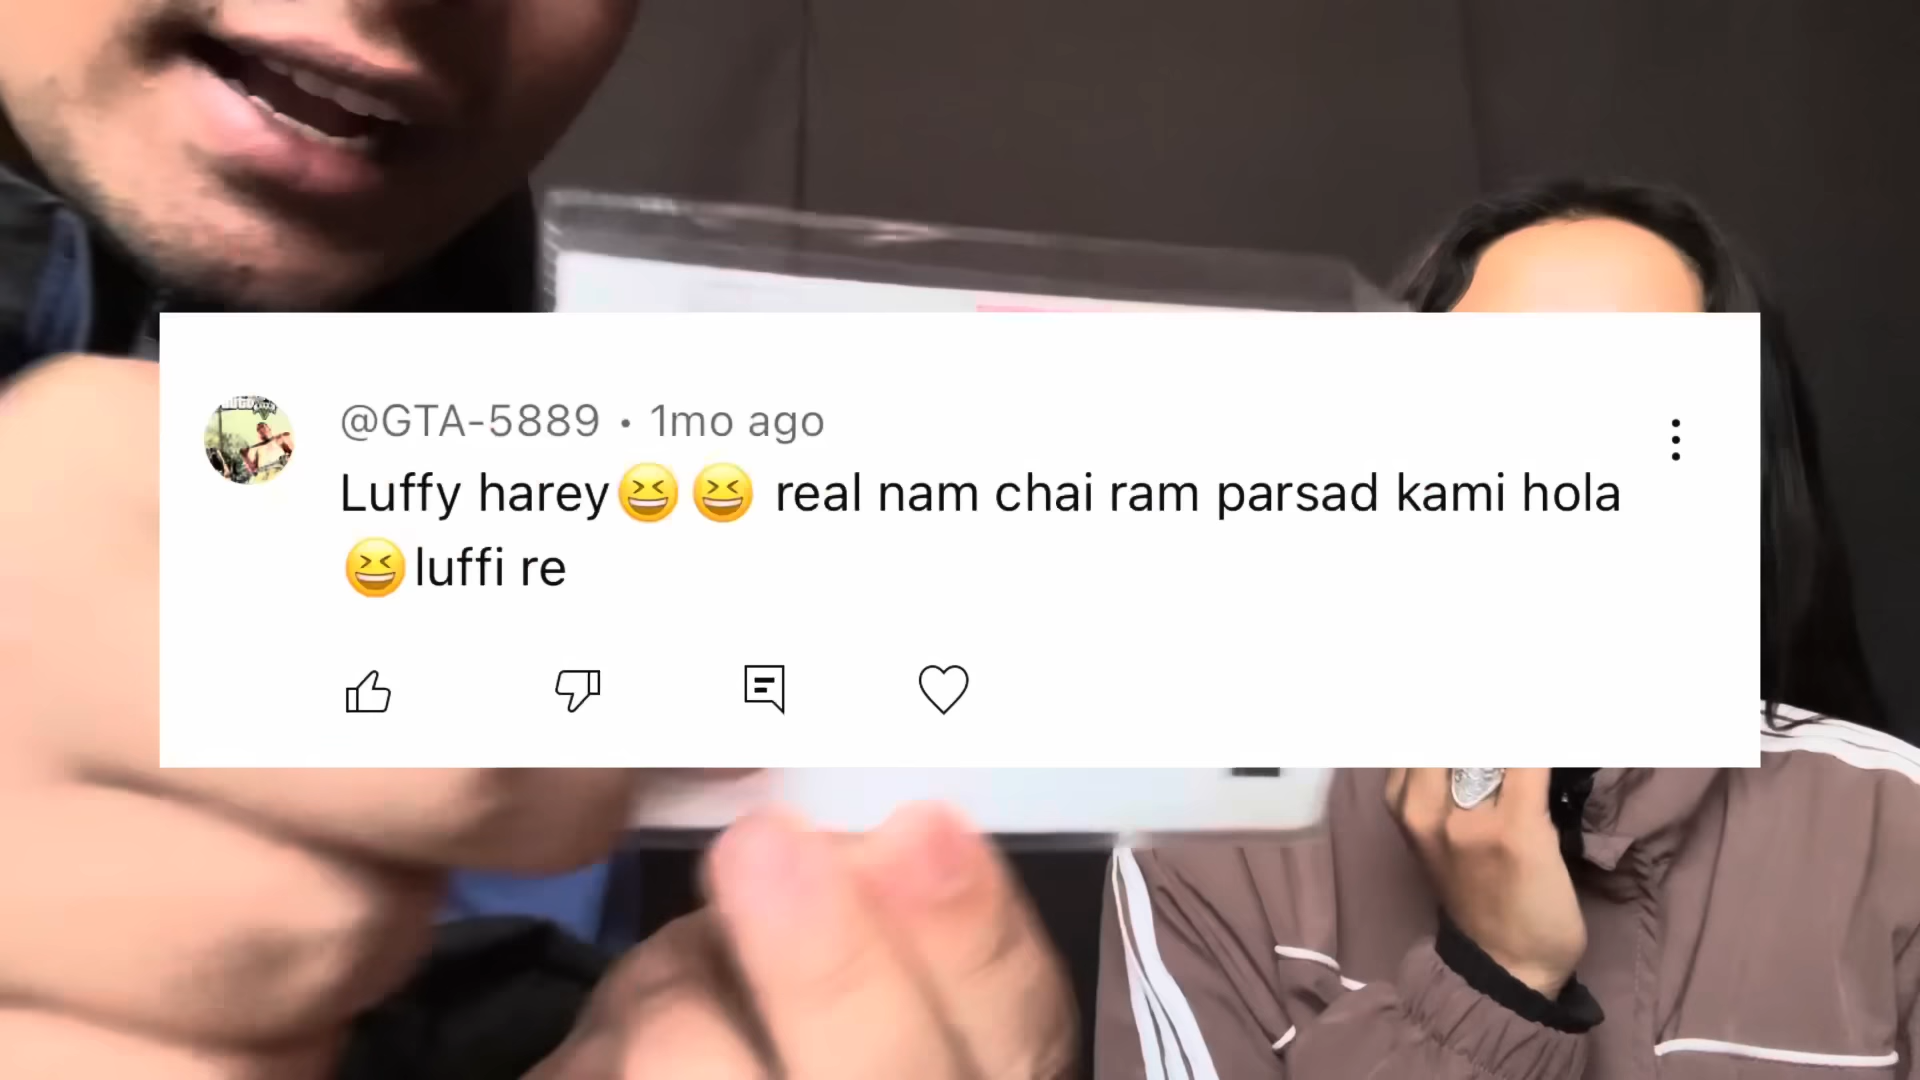 @GTA-5889 • 1mo ago
Luffy harey😆😆 real nam chai ram parsad kami hola
😆luffi re